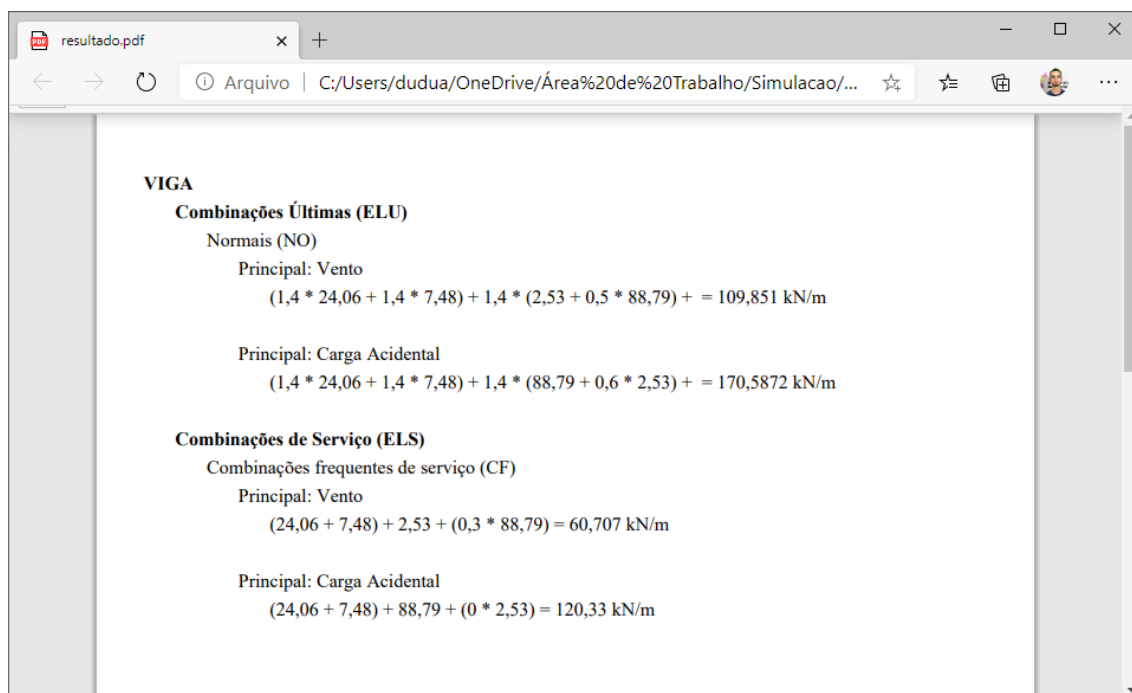 resultado.pdf
Arquivo | C:/Users/dudua/OneDrive/Área%20de%20Trabalho/Simulacao/...
VIGA
Combinações Últimas (ELU)
Normais (NO)
Principal: Vento
(1,4 * 24,06 + 1,4 * 7,48) + 1,4 * (2,53 + 0,5 * 88,79) +  = 109,851 kN/m
Principal: Carga Acidental
(1,4 * 24,06 + 1,4 * 7,48) + 1,4 * (88,79 + 0,6 * 2,53) +  = 170,5872 kN/m
Combinações de Serviço (ELS)
Combinações frequentes de serviço (CF)
Principal: Vento
(24,06 + 7,48) + 2,53 + (0,3 * 88,79) = 60,707 kN/m
Principal: Carga Acidental
(24,06 + 7,48) + 88,79 + (0 * 2,53) = 120,33 kN/m